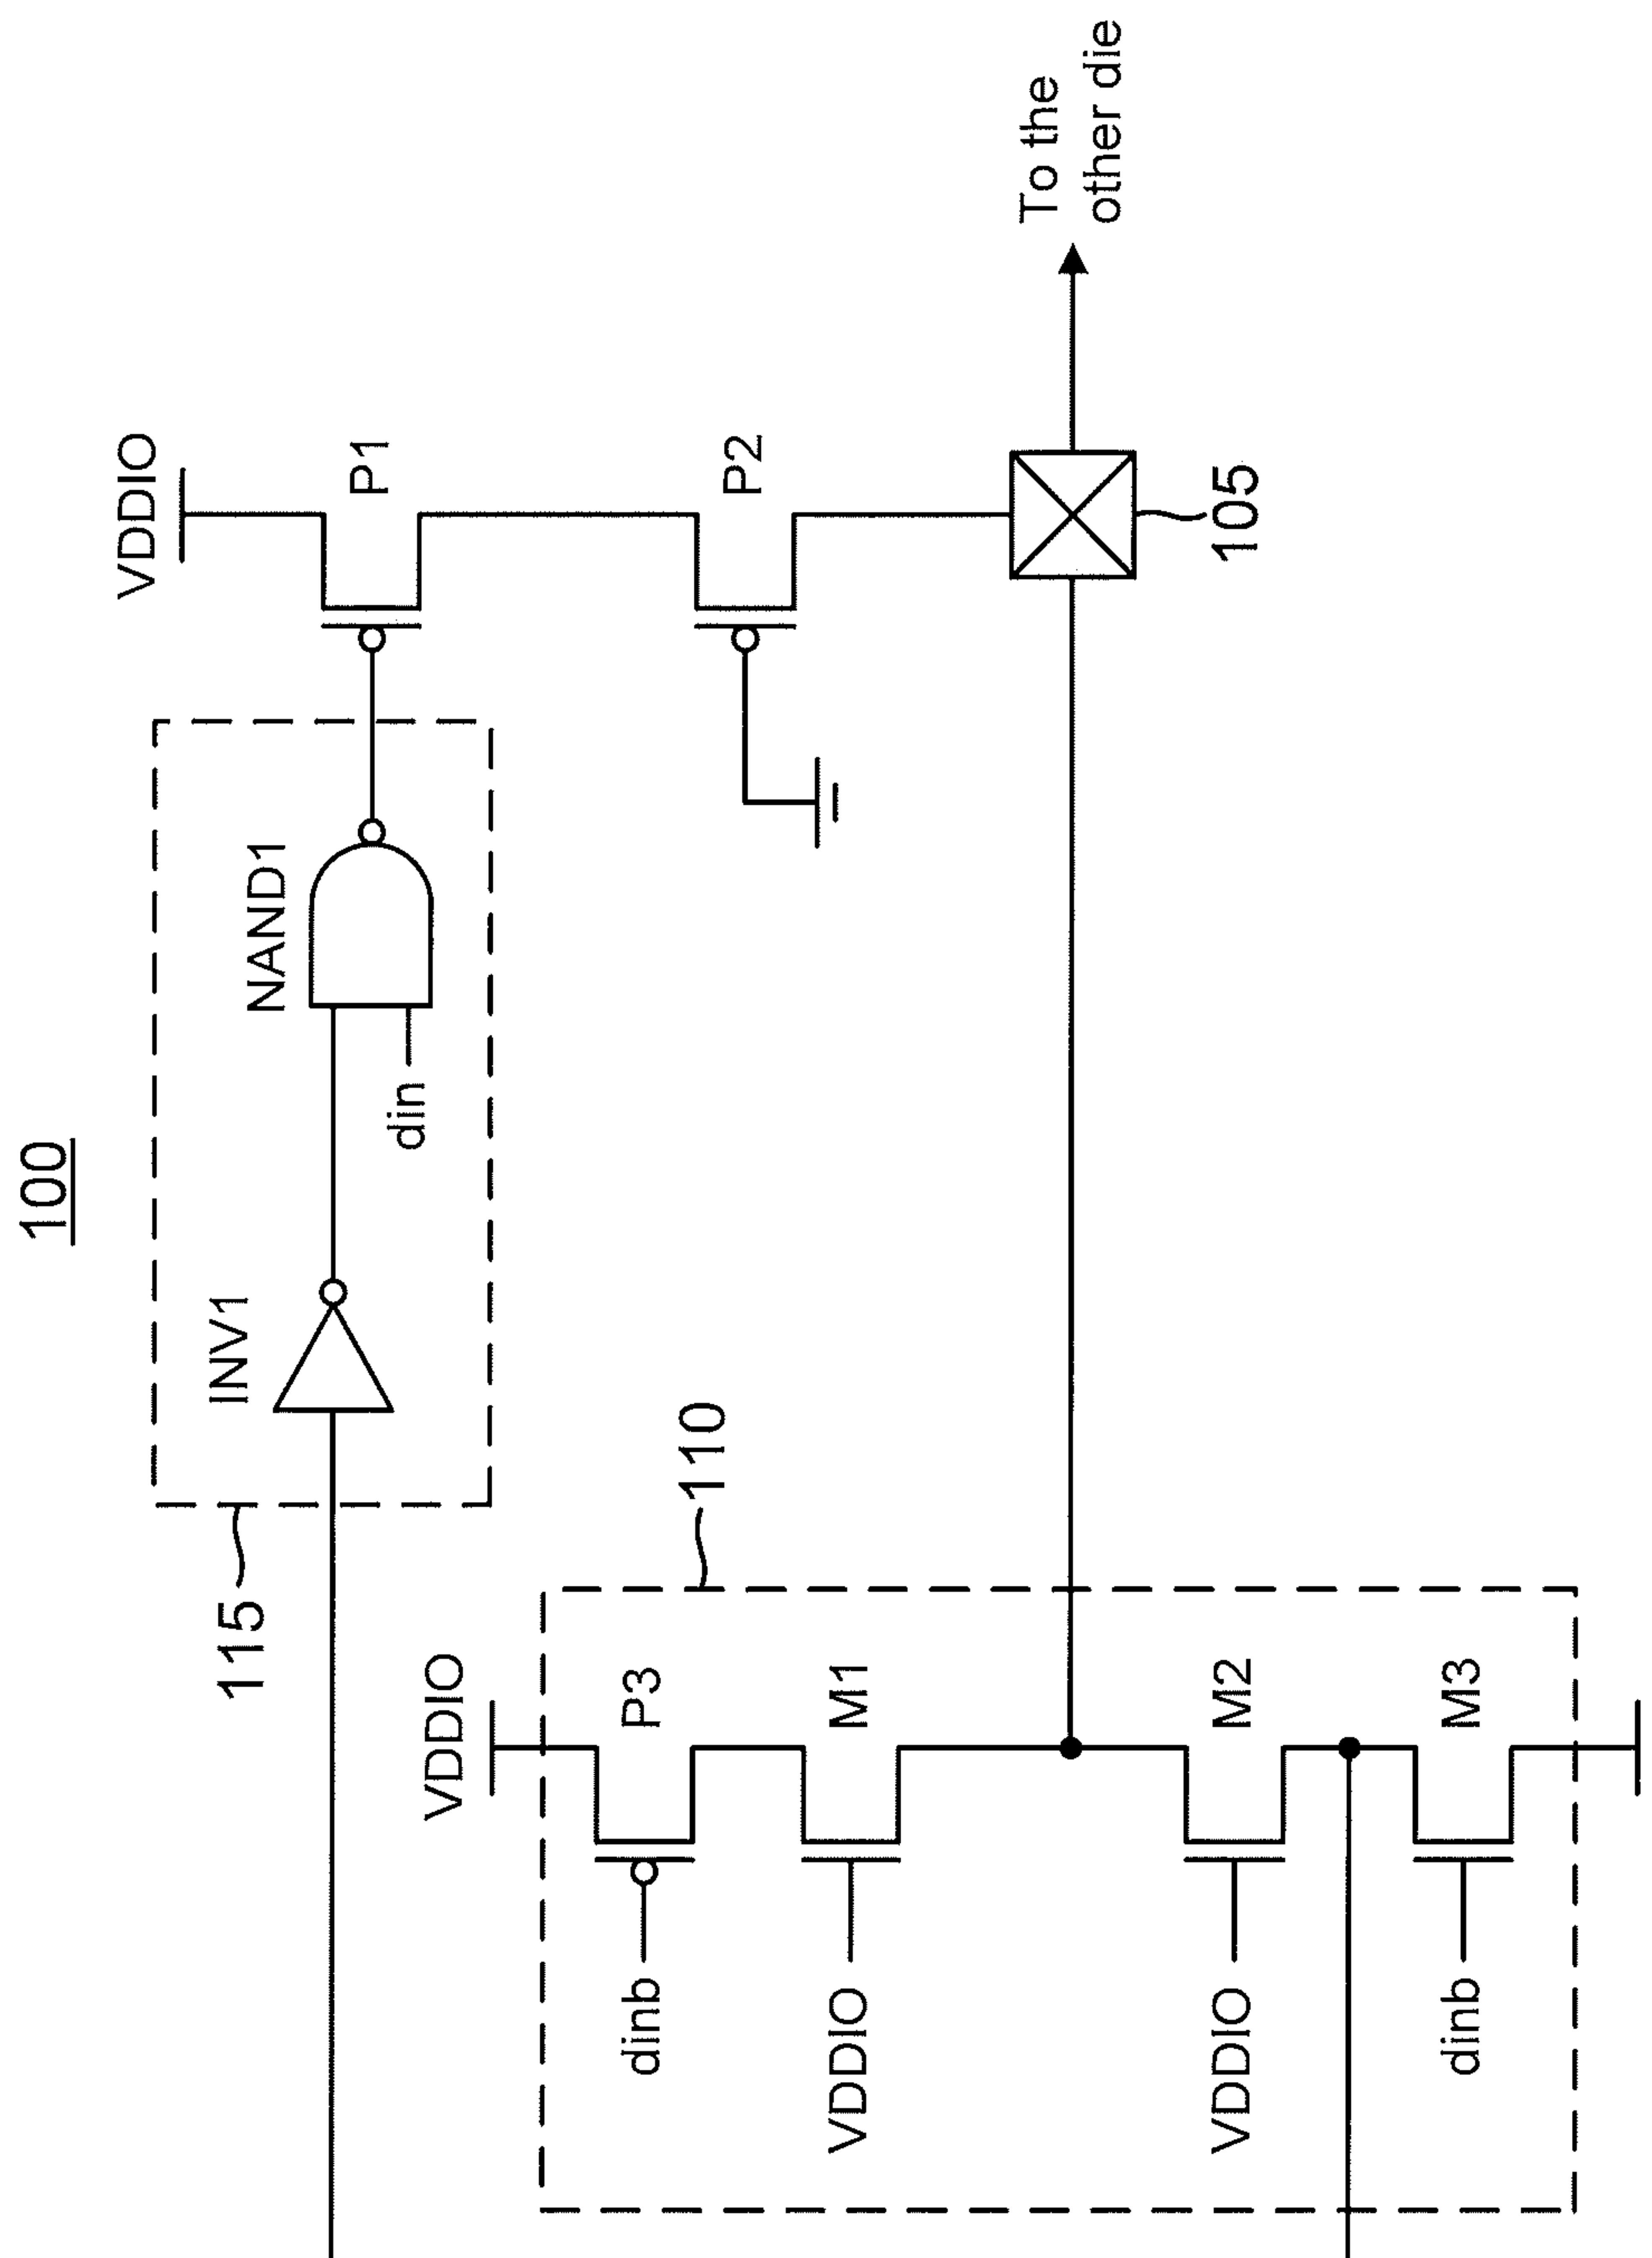 100
VDDIO
P1
P2
NAND1
din
INV1
115
110
105
To the
other die
VDDIO
P3
dinb
M1
VDDIO
M2
VDDIO
M3
dinb